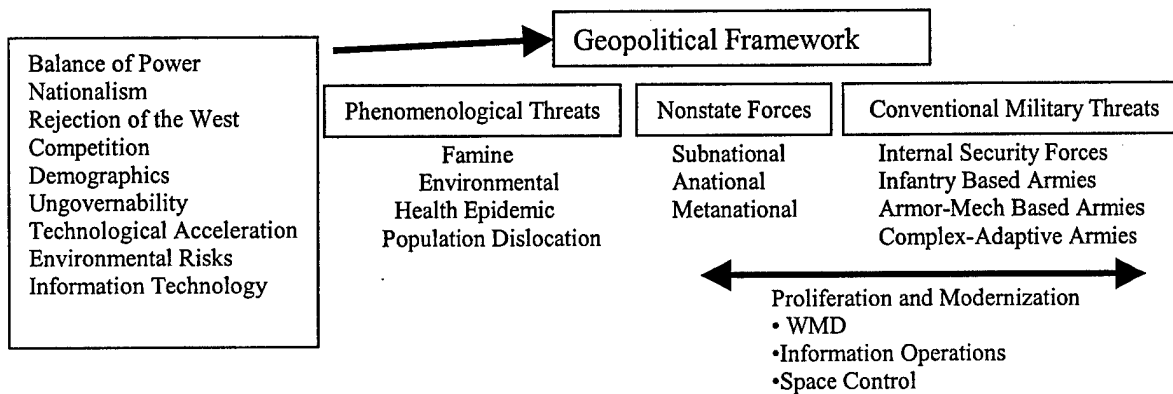 Geopolitical Framework
Balance of Power
Nationalism
Rejection of the West
Competition
Demographics
Ungovernability
Technological Acceleration
Environmental Risks
Information Technology
Phenomenological Threats
Famine
Environmental
Health Epidemic
Population Dislocation
Nonstate Forces
Subnational
Anational
Metanational
Conventional Military Threats
Internal Security Forces
Infantry Based Armies
Armor-Mech Based Armies
Complex-Adaptive Armies
Proliferation and Modernization
• WMD
•Information Operations
•Space Control